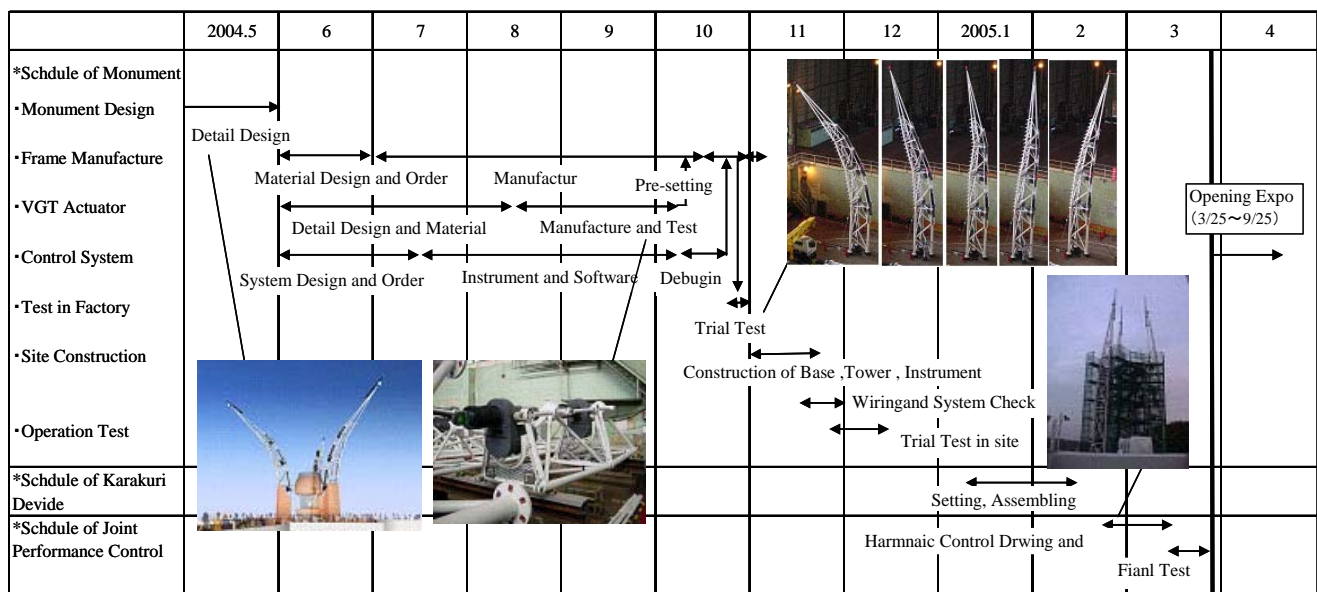 2004.5 6 7 8 9 10 11 12 2005.1 2 3 4
*Schdule of Monument
・Monument Design
Detail Design
・Frame Manufacture
Material Design and Order Manufactur Pre-setting
・VGT Actuator
Detail Design and Material Manufacture and Test
Opening Expo
（3/25～9/25）
・Control System
System Design and Order Instrument and Software Debugin
・Test in Factory
Trial Test
・Site Construction
Construction of Base ,Tower , Instrument
Wiringand System Check
・Operation Test
Trial Test in site
*Schdule of Karakuri
Devide
Setting, Assembling
*Schdule of Joint
Performance Control
Harmnaic Control Drwing and
Fianl Test